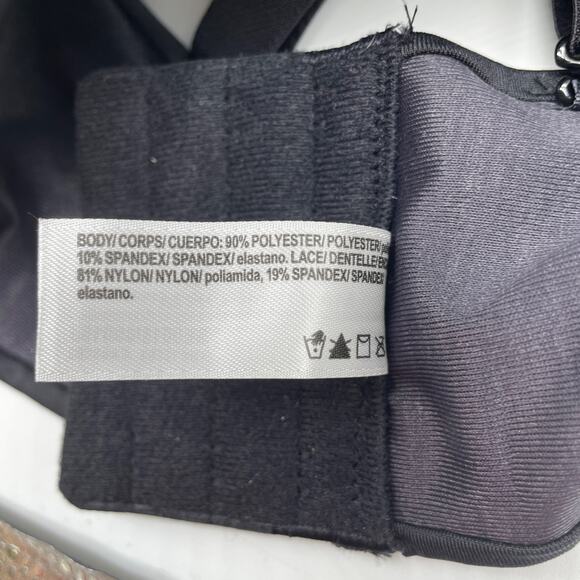 BODY/ CORPS/ CUERPO: 90% POLYESTER/ POLYESTER/
10% SPANDEX/ SPANDEX/ elastano. LACE/ DENTELLE/
81% NYLON/ NYLON/ poliamida, 19% SPANDEX/ SPANDEX/
elastano.